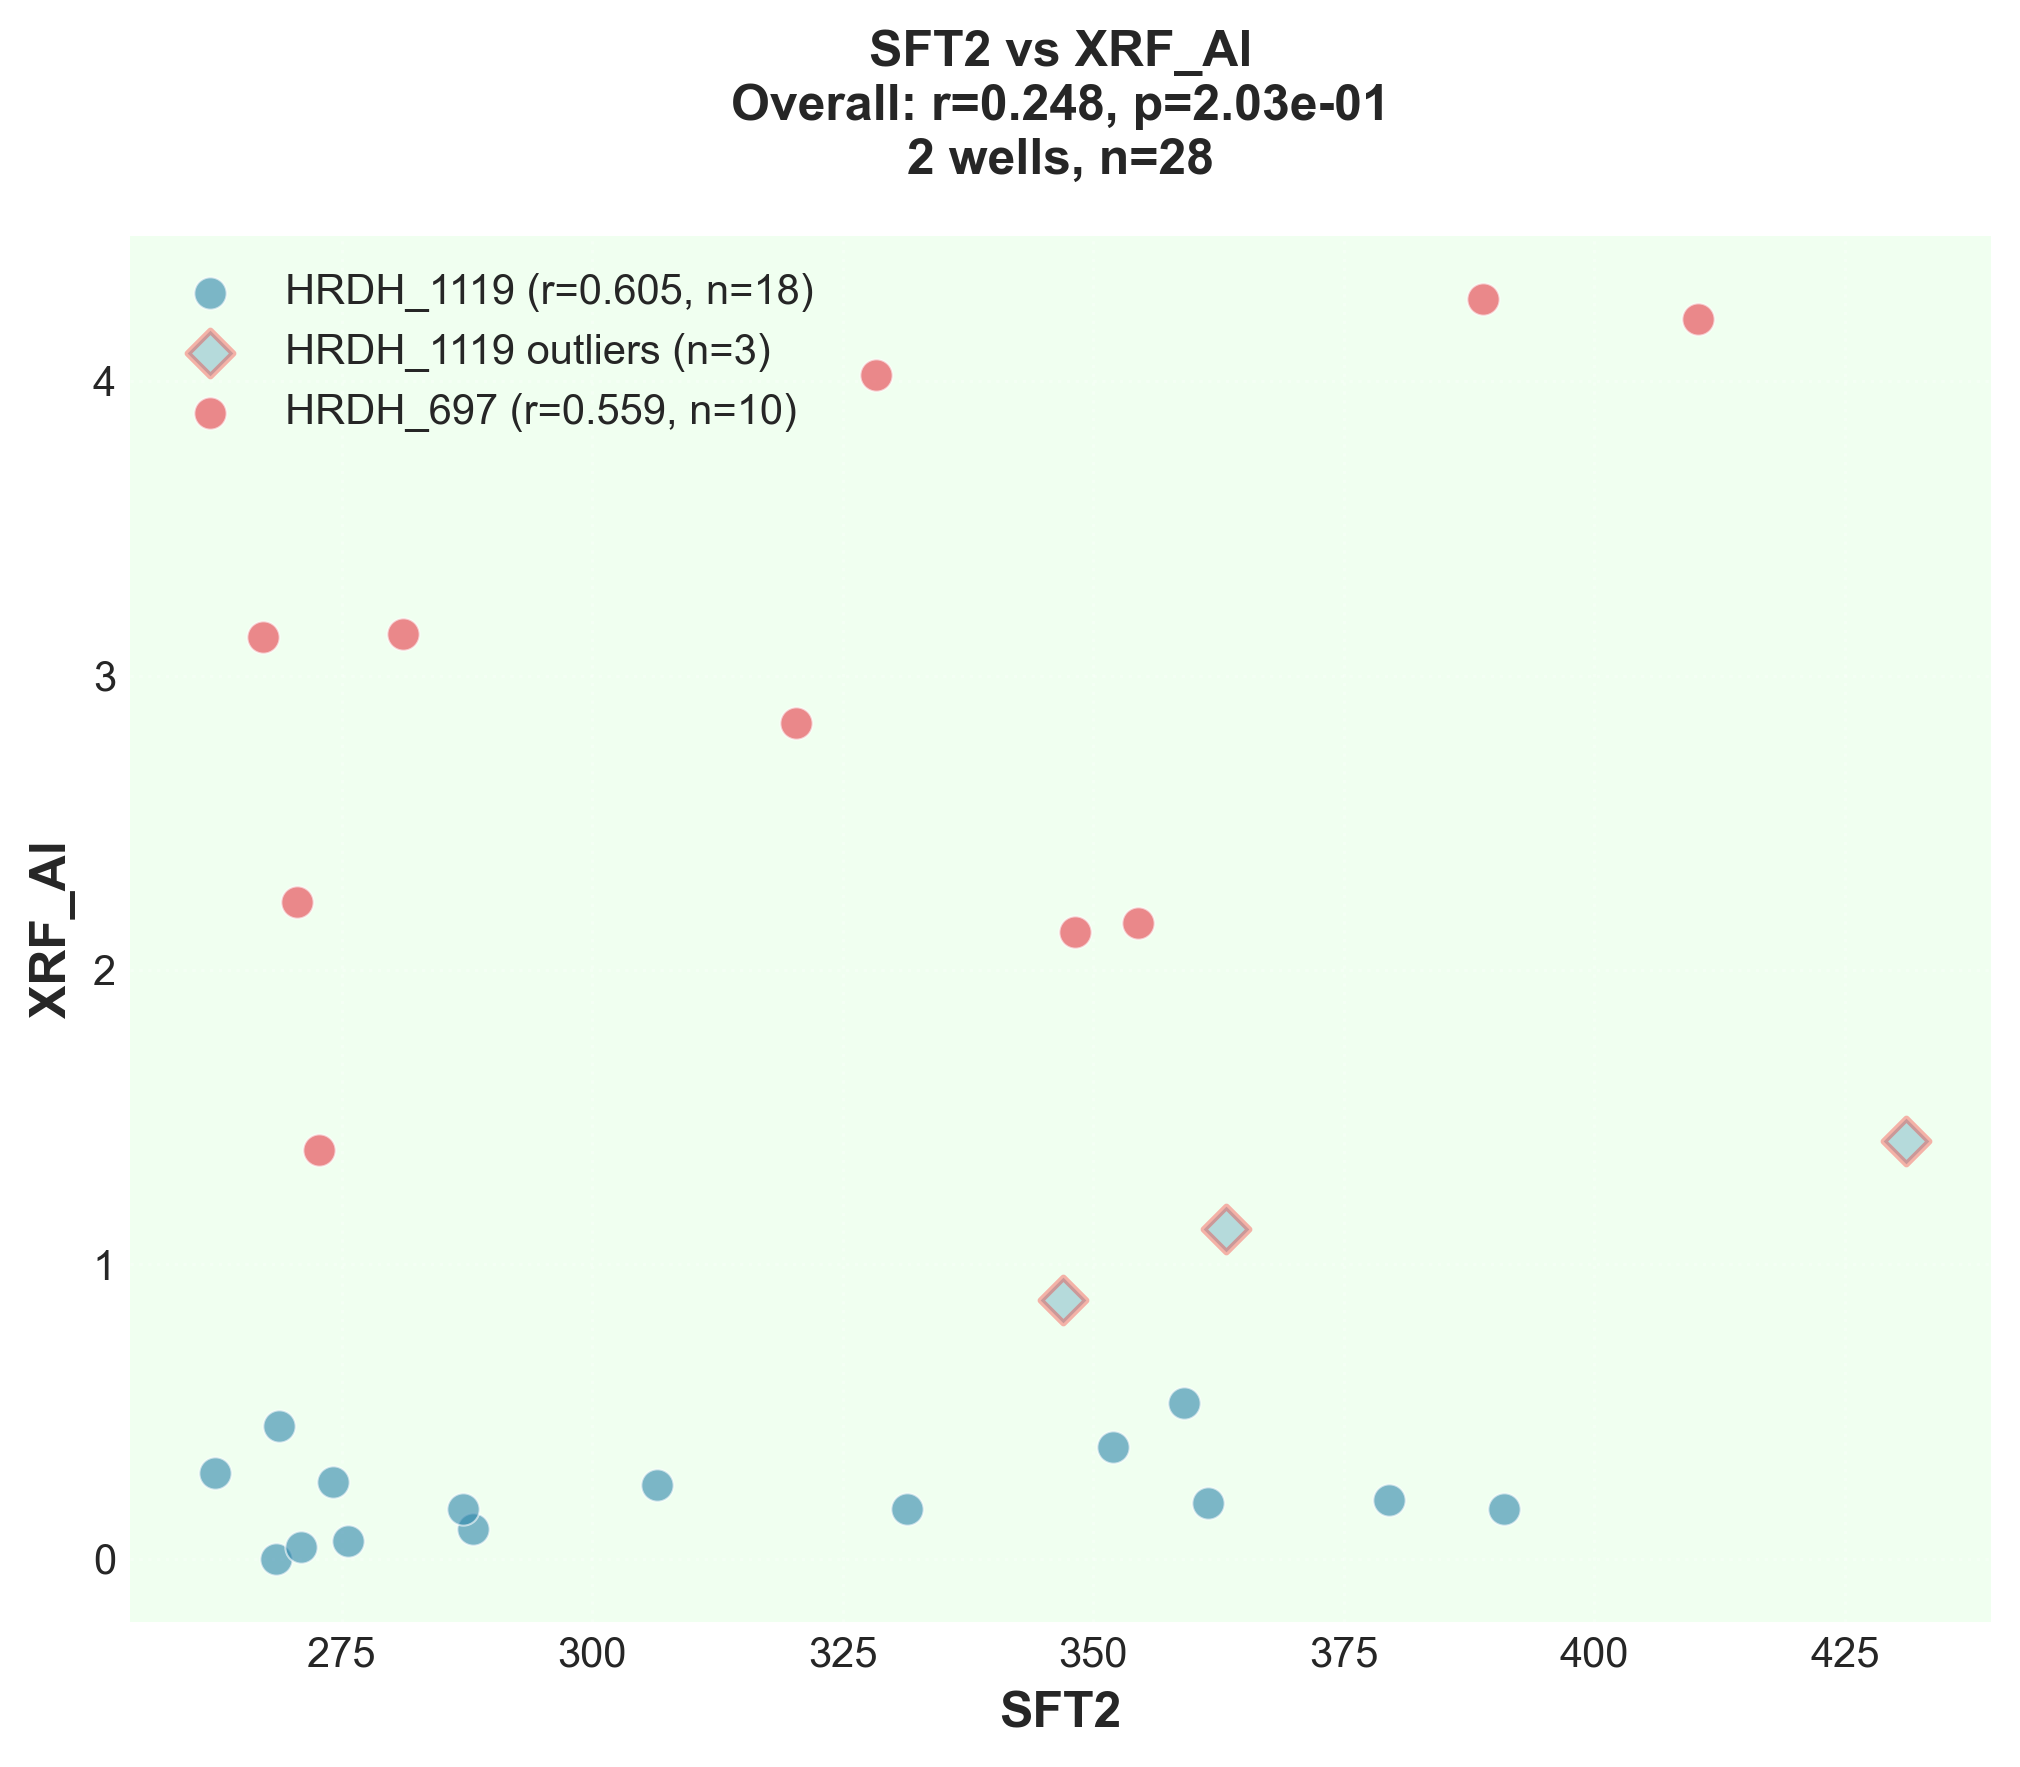 SFT2 vs XRF_Al
Overall: r=0.248, p=2.03e-01
2 wells, n=28
HRDH_1119 (r=0.605, n=18)
HRDH_1119 outliers (n=3)
HRDH_697 (r=0.559, n=10)
4
3
2
1
0
XRF_Al
275 300 325 350 375 400 425
SFT2